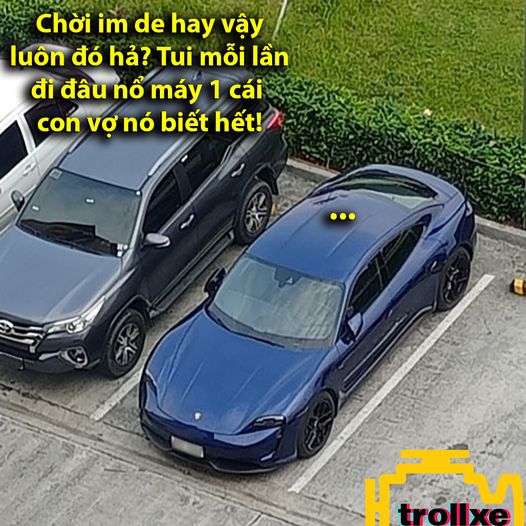 Chời im de hay vậy
luôn đó hả? Tui mỗi lần
đi đâu nổ máy 1 cái
con vợ nó biết hết!
...
trollxe